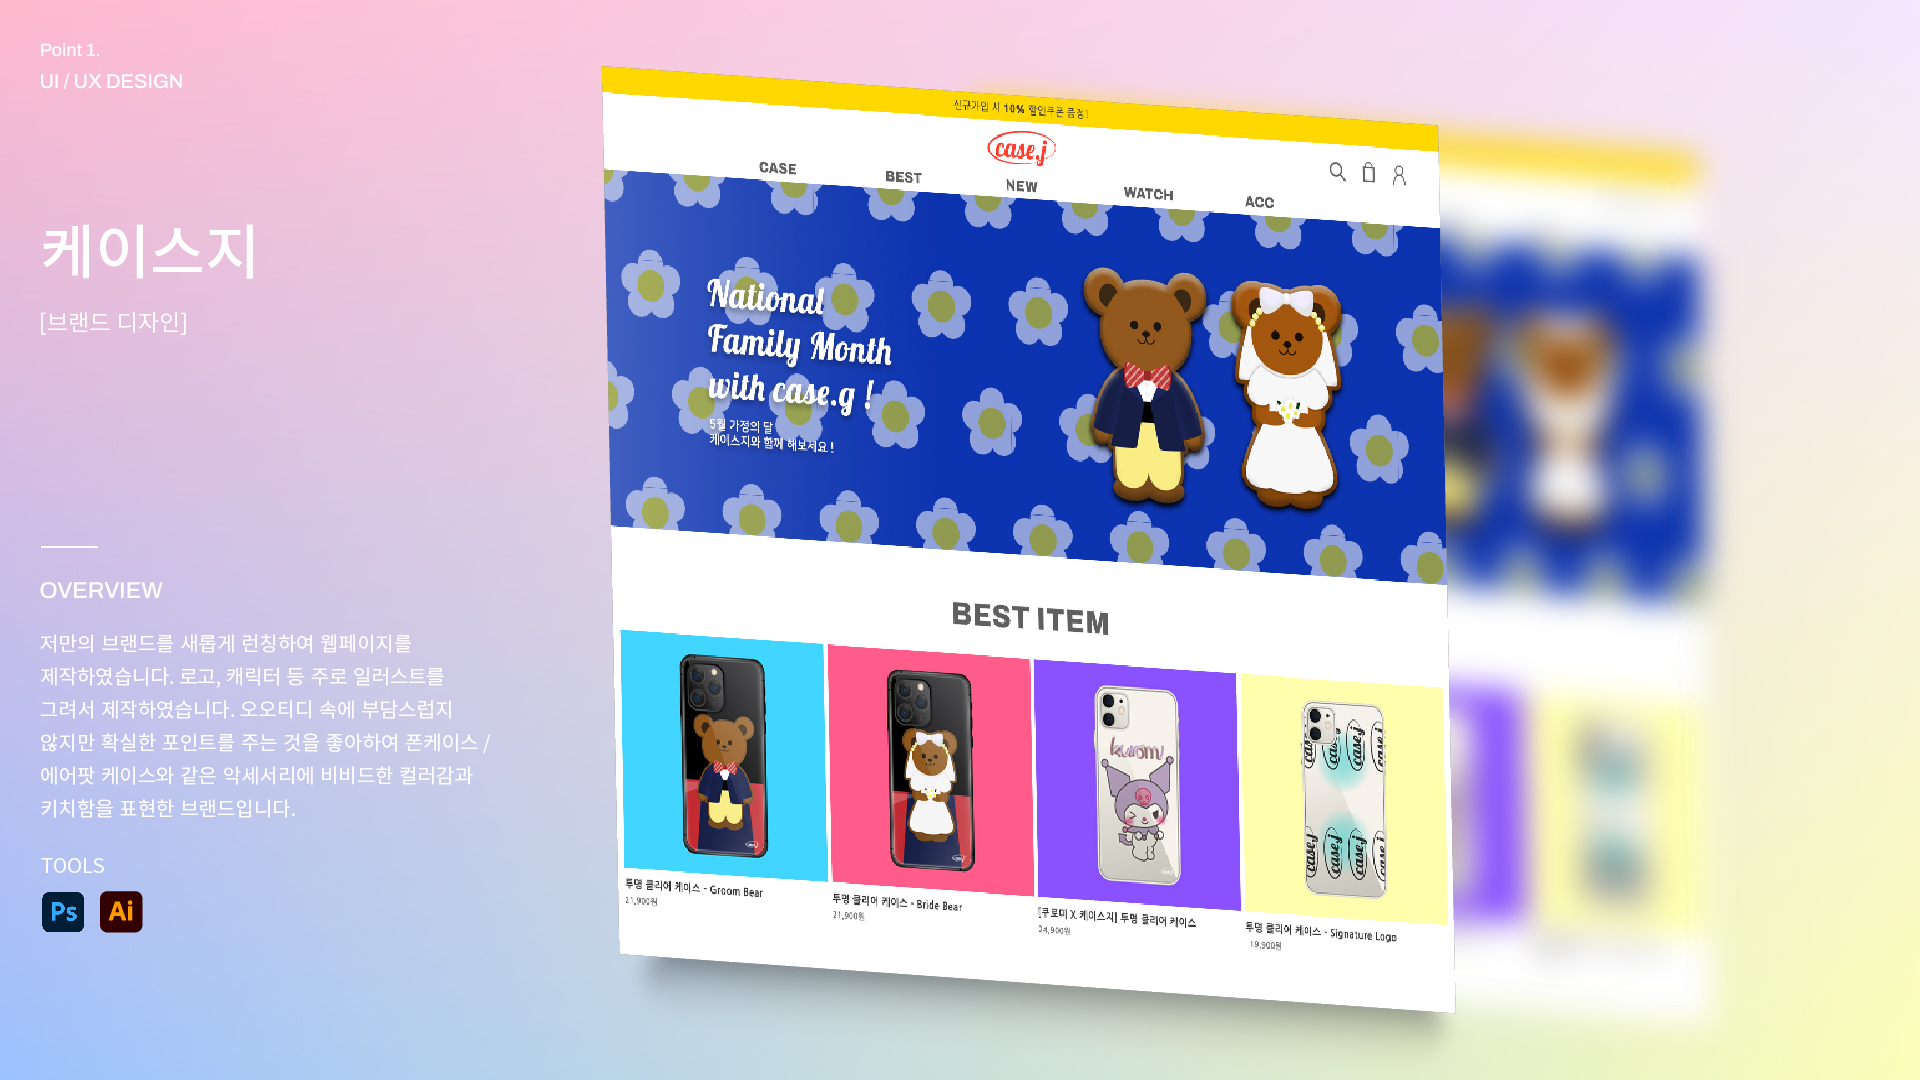 Point 1.
UI / UX DESIGN
케이스지
[브랜드 디자인]
OVERVIEW
저만의 브랜드를 새롭게 런칭하여 웹페이지를
제작하였습니다. 로고, 캐릭터 등 주로 일러스트를
그려서 제작하였습니다. 오오티디 속에 부담스럽지
않지만 확실한 포인트를 주는 것을 좋아하여 폰케이스 /
에어팟 케이스와 같은 악세서리에 비비드한 컬러감과
키치함을 표현한 브랜드입니다.
TOOLS
Ps Ai
신규가입 시 10% 할인쿠폰 증정!
case.j
CASE BEST NEW WATCH ACC
National
Family Month
with case.g !
5월 가정의 달
케이스지와 함께 해보세요 !
BEST ITEM
kuromi
case.j case.j case.j case.j
case.j case.j case.j case.j
투명 클리어 케이스 - Groom Bear
21,900원
투명 클리어 케이스 - Bride Bear
21,900원
[쿠로미 X 케이스지] 투명 클리어 케이스
24,900원
투명 클리어 케이스 - Signature Logo
19,900원